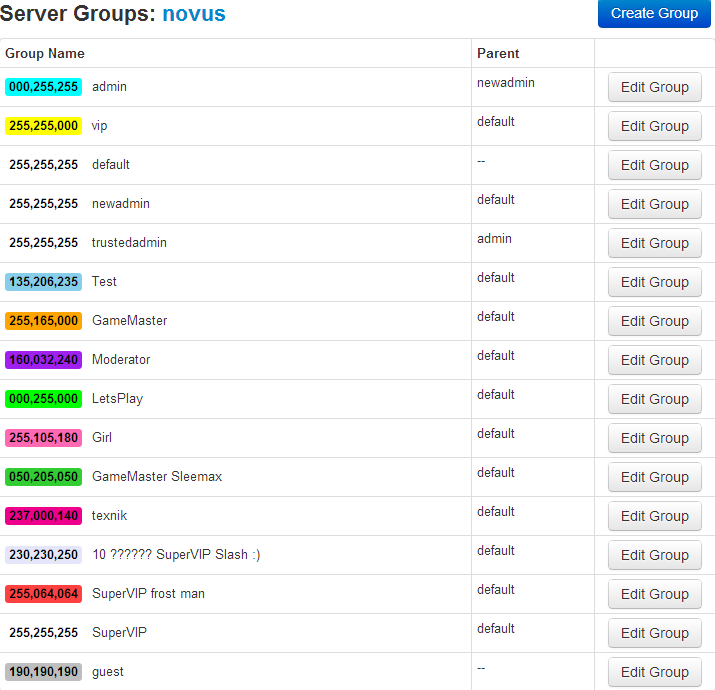 Server Groups: novus Create Group
Group Name Parent
000,255,255 admin newadmin Edit Group
255,255,000 vip default Edit Group
255,255,255 default -- Edit Group
255,255,255 newadmin default Edit Group
255,255,255 trustedadmin admin Edit Group
135,206,235 Test default Edit Group
255,165,000 GameMaster default Edit Group
160,032,240 Moderator default Edit Group
000,255,000 LetsPlay default Edit Group
255,105,180 Girl default Edit Group
050,205,050 GameMaster Sleemax default Edit Group
237,000,140 texnik default Edit Group
230,230,250 10 ?????? SuperVIP Slash :) default Edit Group
255,064,064 SuperVIP frost man default Edit Group
255,255,255 SuperVIP default Edit Group
190,190,190 guest -- Edit Group